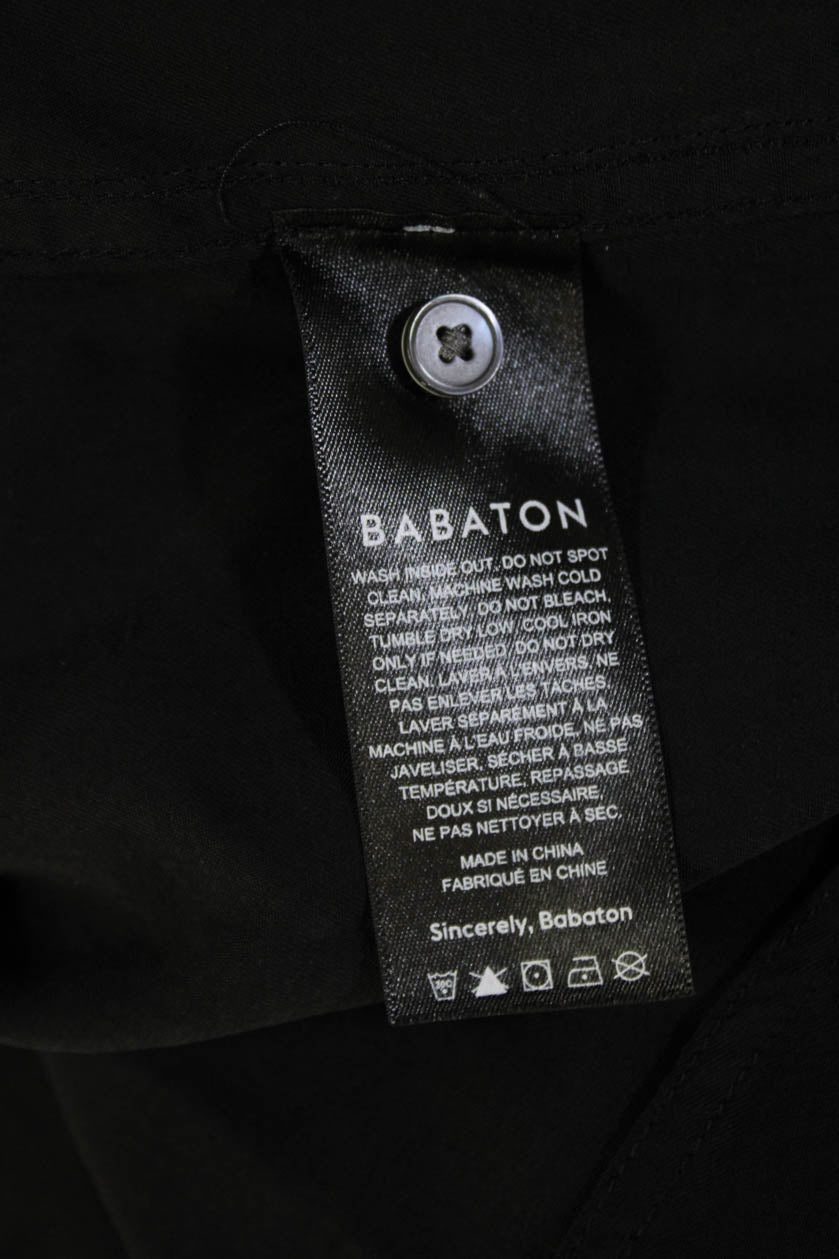 BABATON
WASH INSIDE OUT. DO NOT SPOT
CLEAN. MACHINE WASH COLD
SEPARATELY. DO NOT BLEACH.
TUMBLE DRY LOW. COOL IRON
ONLY IF NEEDED. DO NOT DRY
CLEAN. LAVER À L'ENVERS, NE
PAS ENLEVER LES TACHES,
LAVER SÉPAREMENT À LA
MACHINE À L'EAU FROIDE, NE PAS
JAVELISER, SÉCHER À BASSE
TEMPÉRATURE, REPASSAGE
DOUX SI NÉCESSAIRE,
NE PAS NETTOYER À SEC.
MADE IN CHINA
FABRIQUÉ EN CHINE
Sincerely, Babaton
30C